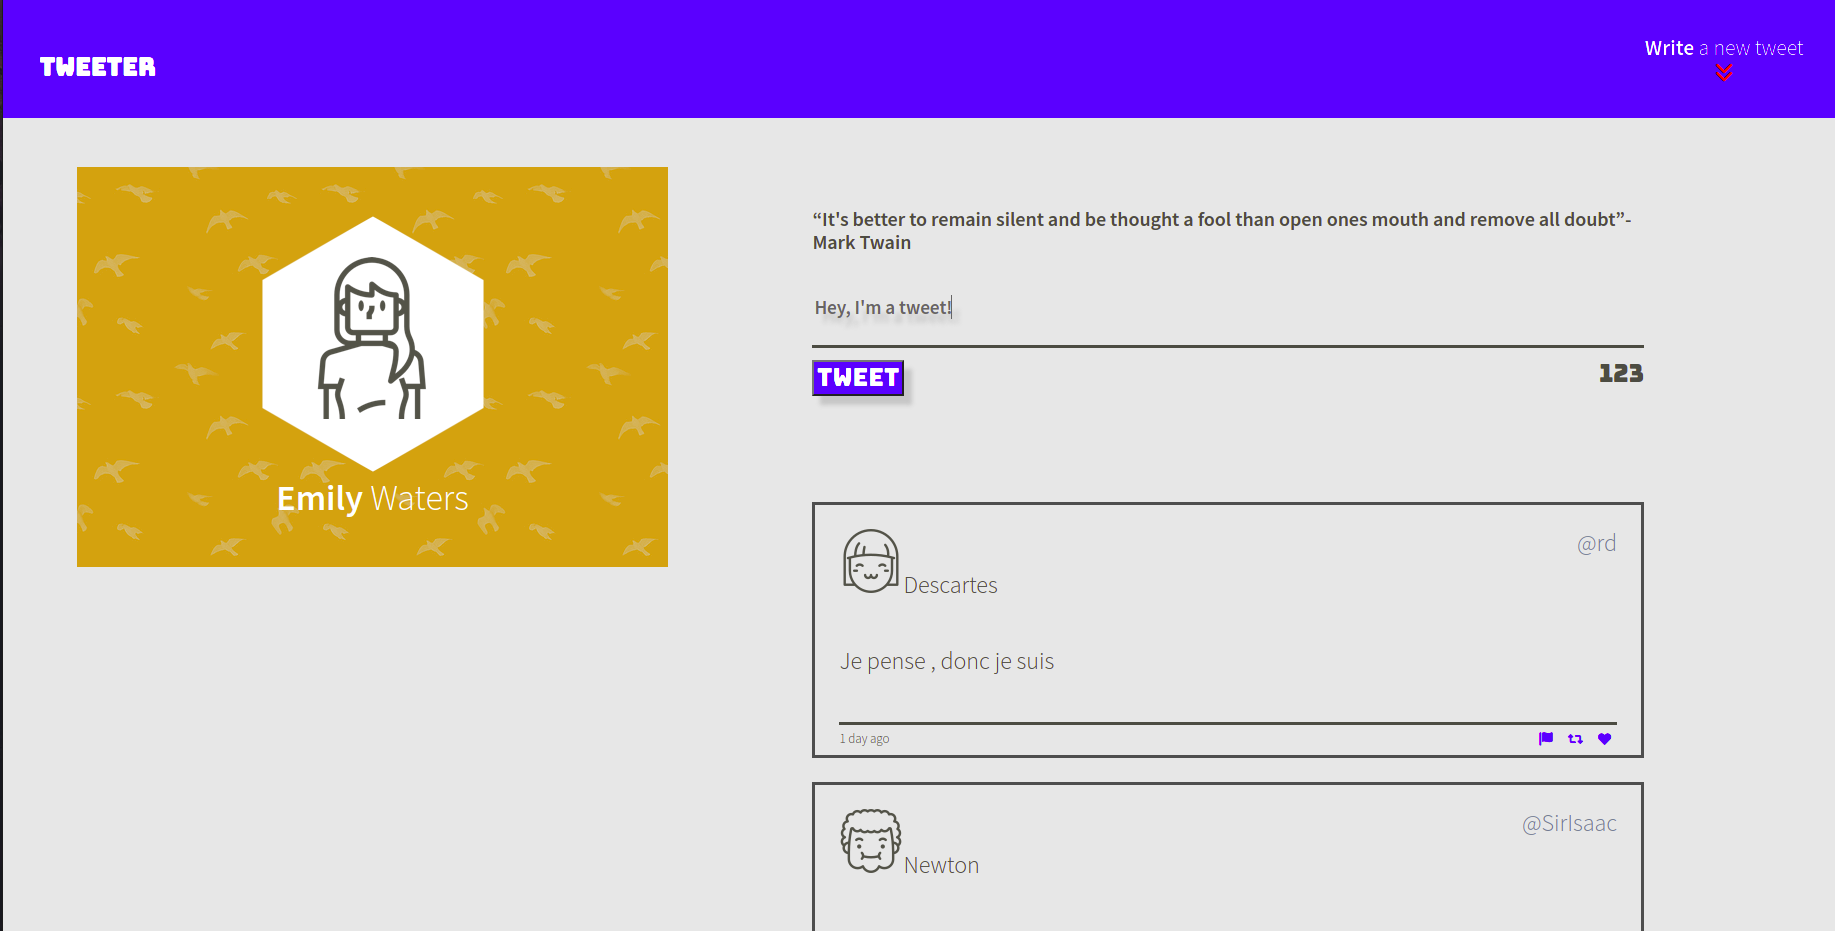 TWEETER
Write a new tweet
Emily Waters
“It's better to remain silent and be thought a fool than open ones mouth and remove all doubt”-
Mark Twain
Hey, I'm a tweet!
TWEET
123
@rd
Descartes
Je pense , donc je suis
1 day ago
@SirIsaac
Newton